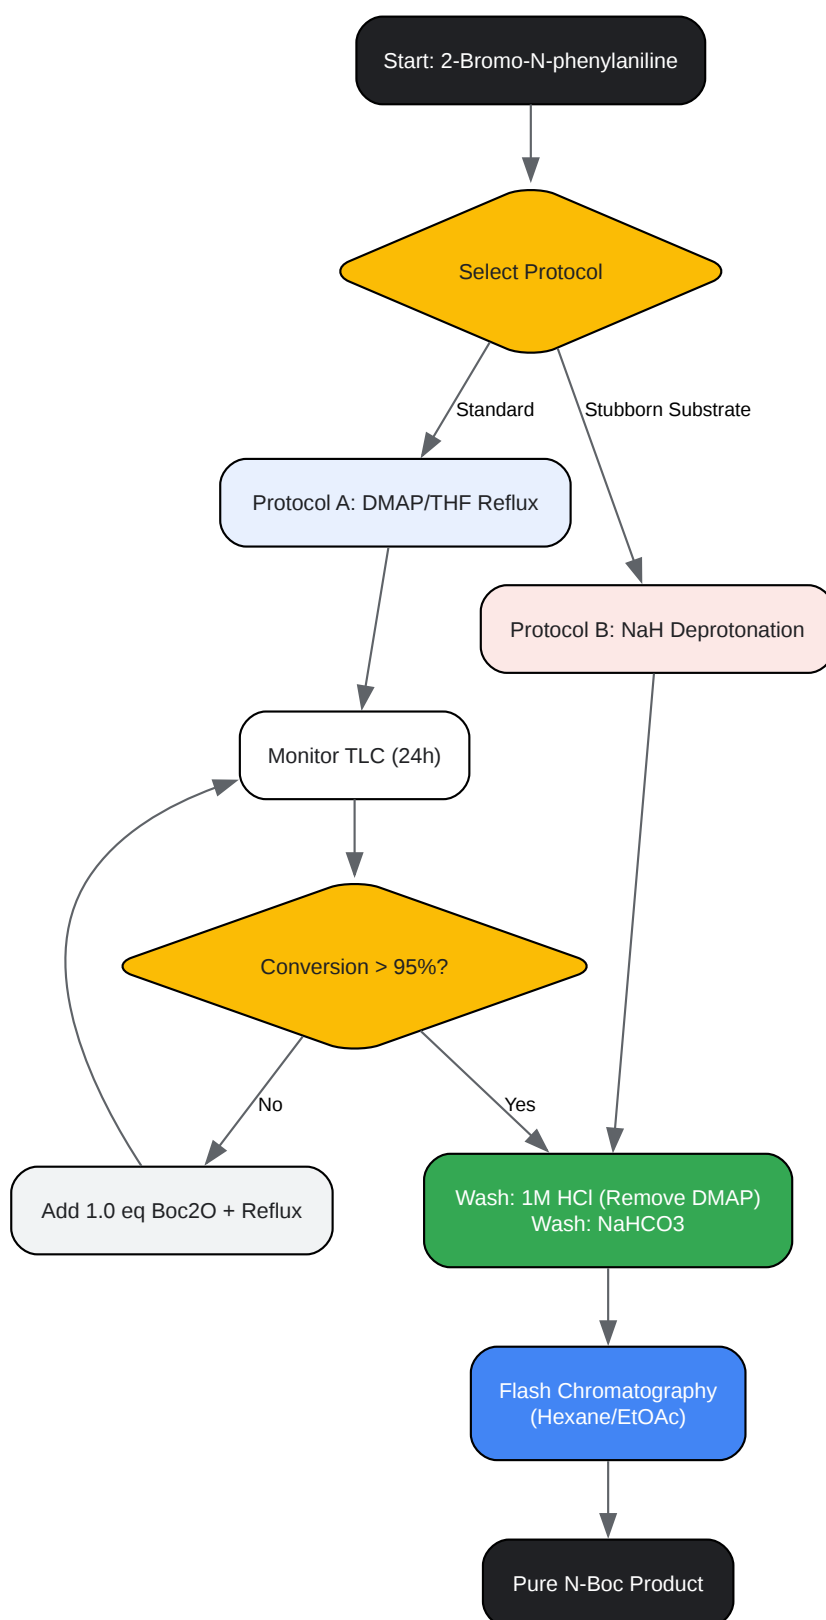 Start: 2-Bromo-N-phenylaniline
Select Protocol
Standard
Stubborn Substrate
Protocol A: DMAP/THF Reflux
Protocol B: NaH Deprotonation
Monitor TLC (24h)
Conversion > 95%?
No
Yes
Add 1.0 eq Boc2O + Reflux
Wash: 1M HCl (Remove DMAP)
Wash: NaHCO3
Flash Chromatography
(Hexane/EtOAc)
Pure N-Boc Product